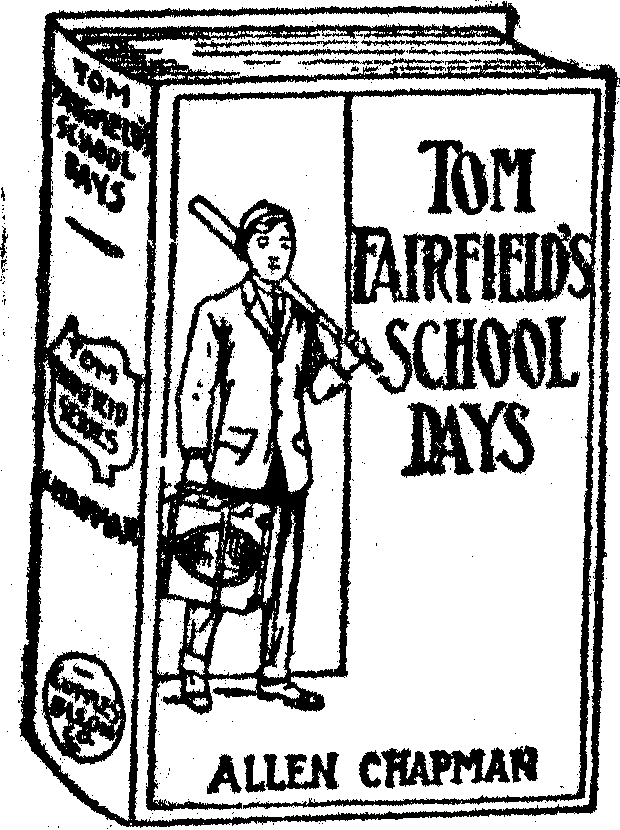 TOM
FAIRFIELD'S
SCHOOL
DAYS
TOM
FAIRFIELD
SERIES
CHAPMAN
CUPPLES
& LEON
Co.
TOM
FAIRFIELD'S
SCHOOL
DAYS
ALLEN CHAPMAN